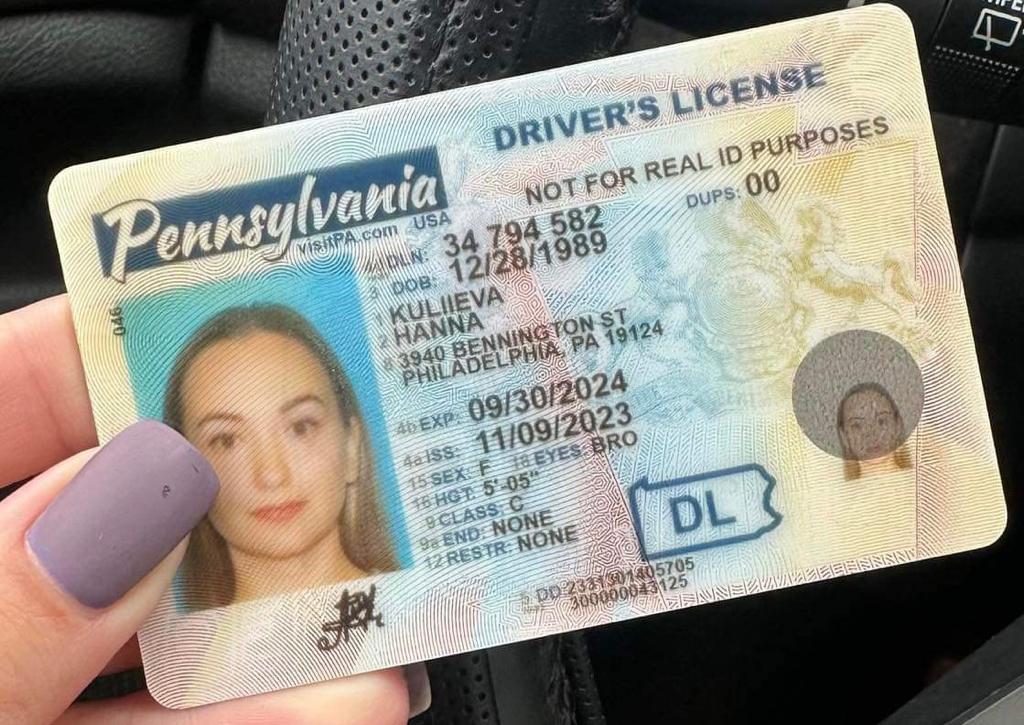 DRIVER'S LICENSE
Pennsylvania
visitPA.com USA
NOT FOR REAL ID PURPOSES
DUPS: 00
DLN: 34 794 582
3 DOB: 12/28/1989
1 KULIIEVA
2 HANNA
8 3940 BENNINGTON ST
PHILADELPHIA, PA 19124
4b EXP: 09/30/2024
4a ISS: 11/09/2023
15 SEX: F 18 EYES: BRO
16 HGT: 5'-05"
9 CLASS: C
9a END: NONE
12 RESTR: NONE
DL
5 DD: 2331301405705
300000043125
046